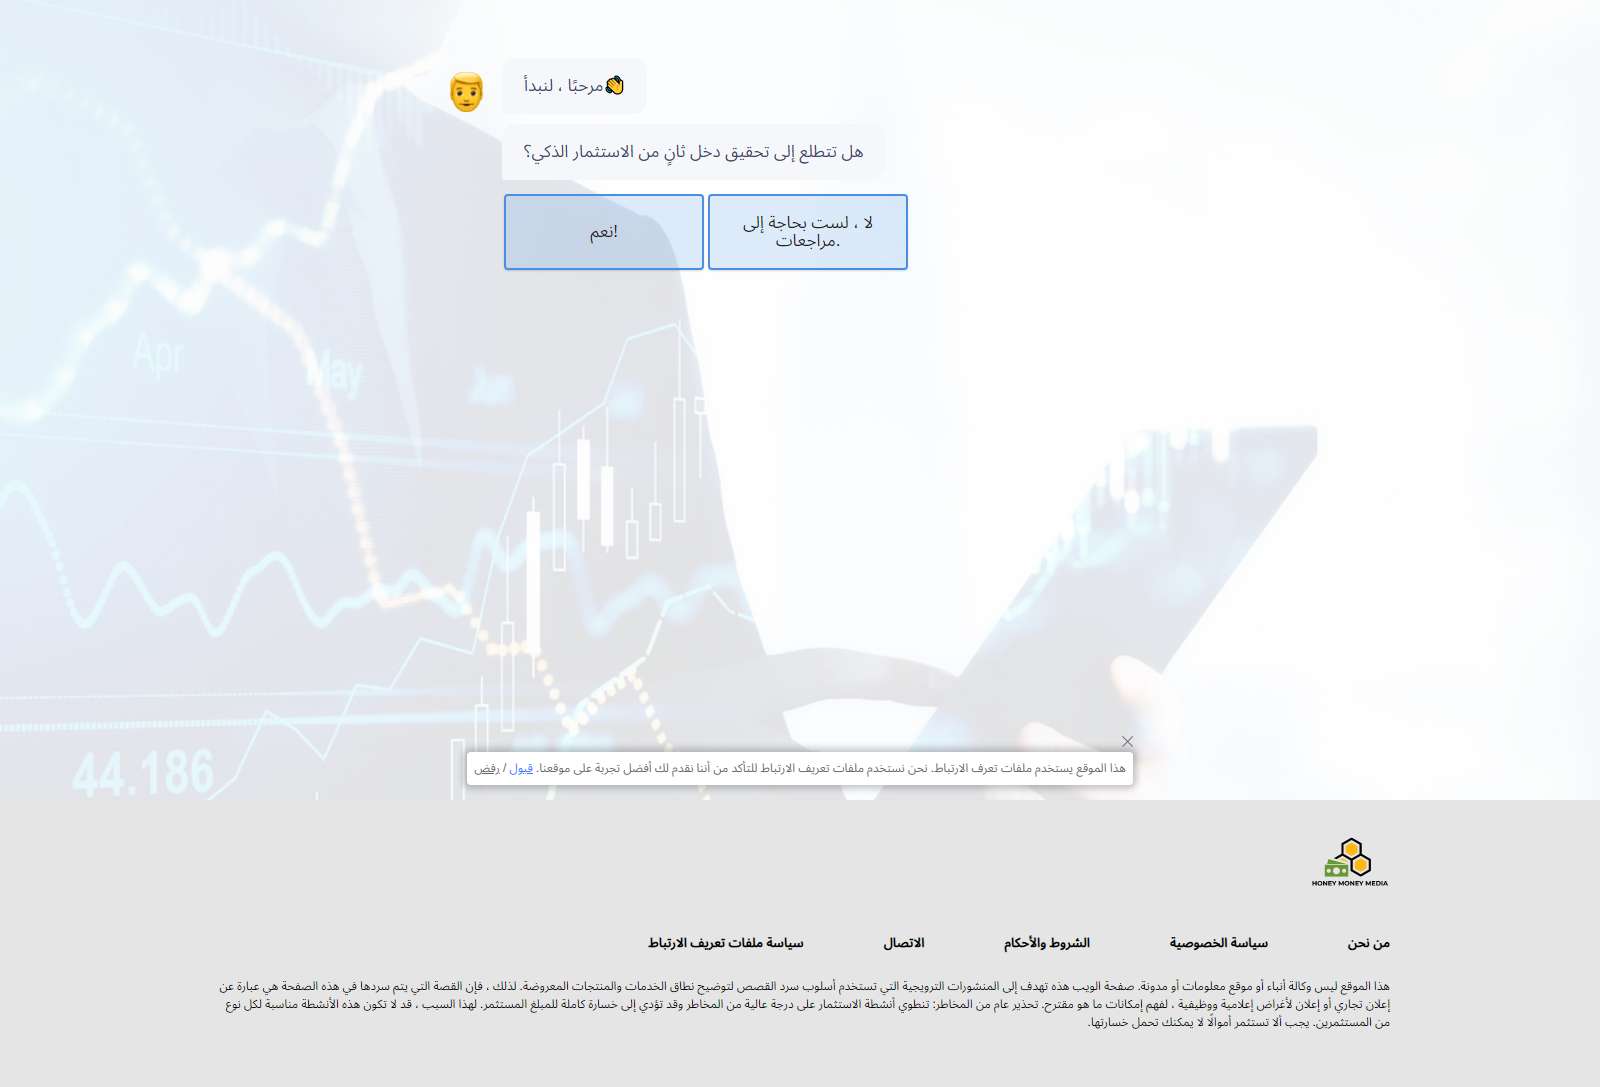 مرحبًا ، لنبدأ👏
هل تتطلع إلى تحقيق دخل ثانٍ من الاستثمار الذكي؟
نعم!
لا ، لست بحاجة إلى
مراجعات.
Apr
May
Jun
44.186
هذا الموقع يستخدم ملفات تعرف الارتباط. نحن نستخدم ملفات تعريف الارتباط للتأكد من أننا نقدم لك أفضل تجربة على موقعنا. قبول / رفض
HONEY MONEY MEDIA
من نحن
سياسة الخصوصية
الشروط والأحكام
الاتصال
سياسة ملفات تعريف الارتباط
هذا الموقع ليس وكالة أنباء أو موقع معلومات أو مدونة. صفحة الويب هذه تهدف إلى المنشورات الترويجية التي تستخدم أسلوب سرد القصص لتوضيح نطاق الخدمات والمنتجات المعروضة. لذلك ، فإن القصة التي يتم سردها في هذه الصفحة هي عبارة عن
إعلان تجاري أو إعلان لأغراض إعلامية ووظيفية ، لفهم إمكانات ما هو مقترح. تحذير عام من المخاطر: تنطوي أنشطة الاستثمار على درجة عالية من المخاطر وقد تؤدي إلى خسارة كاملة للمبلغ المستثمر. لهذا السبب ، قد لا تكون هذه الأنشطة مناسبة لكل نوع
من المستثمرين. يجب ألا تستثمر أموالًا لا يمكنك تحمل خسارتها.